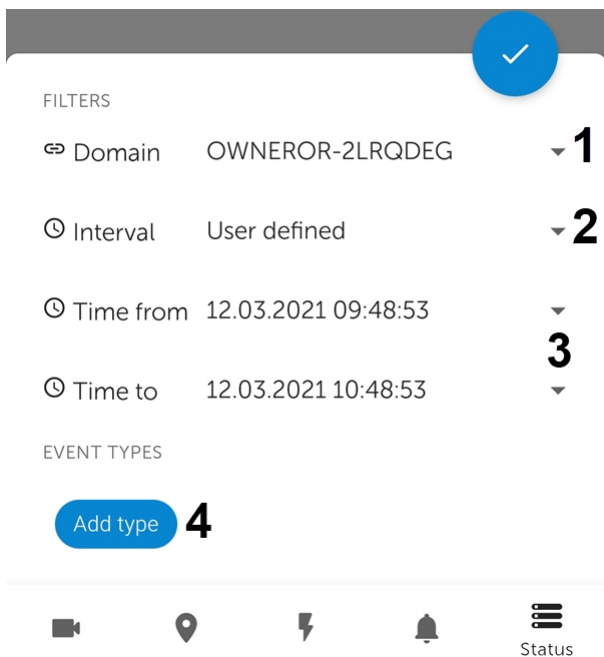 FILTERS
Domain OWNEROR-2LRQDEG 1
Interval User defined 2
Time from 12.03.2021 09:48:53
3
Time to 12.03.2021 10:48:53
EVENT TYPES
Add type 4
Status